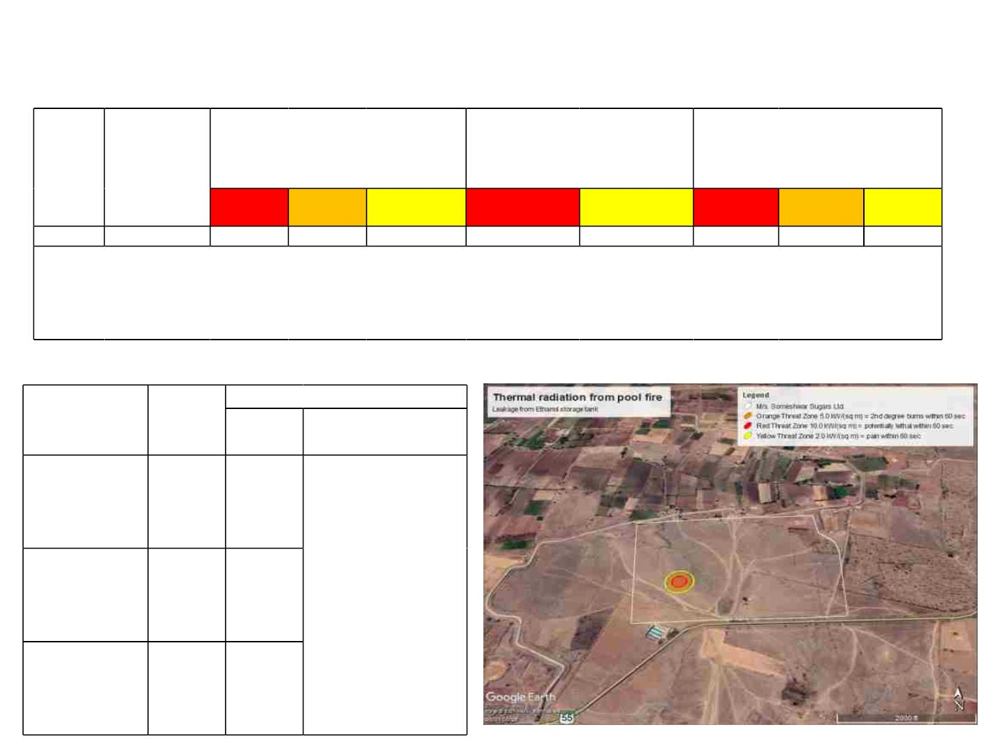 Thermal radiation from pool fire
Leakage from Ethanol storage tank
Legend
M/s. Someshwar Sugars Ltd.
Orange Threat Zone 5.0 kW/(sq m) = 2nd degree burns within 60 sec
Red Threat Zone 10.0 kW/(sq m) = potentially lethal within 60 sec
Yellow Threat Zone 2.0 kW/(sq m) = pain within 60 sec
Google Earth
55
N
2000 ft